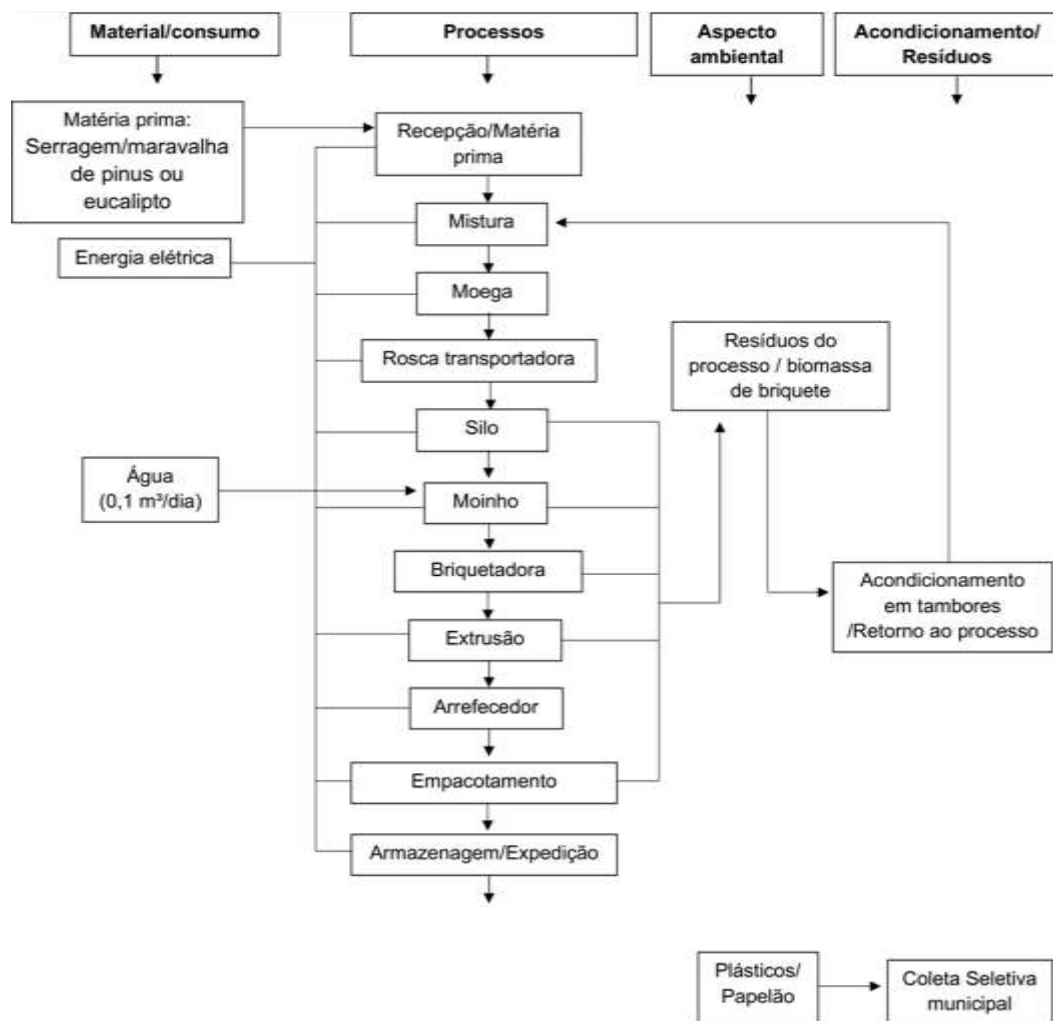 Material/consumo
Processos
Aspecto
ambiental
Acondicionamento/
Resíduos
Matéria prima:
Serragem/maravalha
de pinus ou
eucalipto
Recepção/Matéria
prima
Mistura
Energia elétrica
Moega
Rosca transportadora
Resíduos do
processo / biomassa
de briquete
Silo
Água
(0,1 m³/dia)
Moinho
Briquetadora
Acondicionamento
em tambores
/Retorno ao processo
Extrusão
Arrefecedor
Empacotamento
Armazenagem/Expedição
Plásticos/
Papelão
Coleta Seletiva
municipal